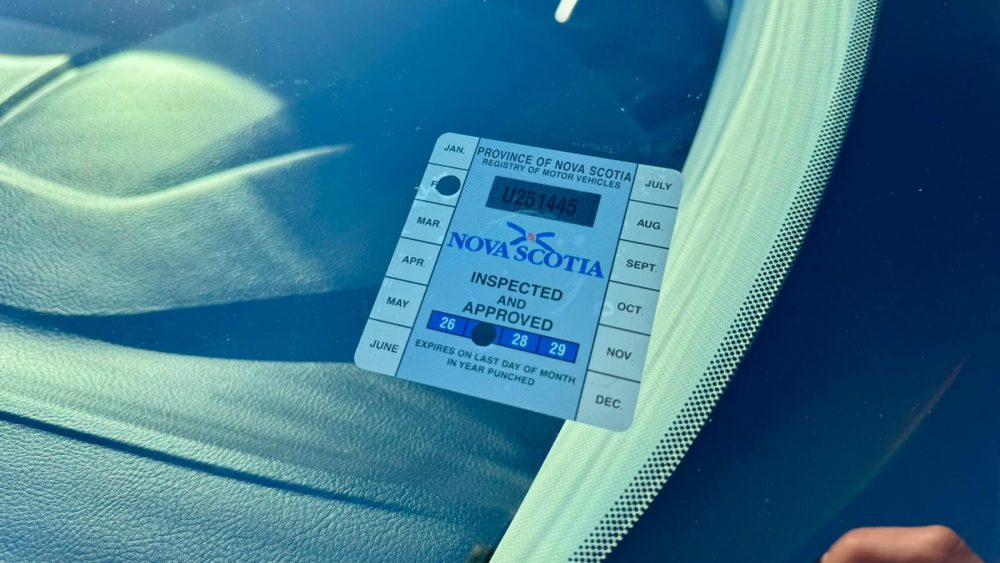 JAN.
F
MAR.
APR.
MAY
JUNE
PROVINCE OF NOVA SCOTIA
REGISTRY OF MOTOR VEHICLES
U251445
NOVA SCOTIA
INSPECTED
AND
APPROVED
26 28 29
EXPIRES ON LAST DAY OF MONTH
IN YEAR PUNCHED
JULY
AUG.
SEPT.
OCT.
NOV.
DEC.